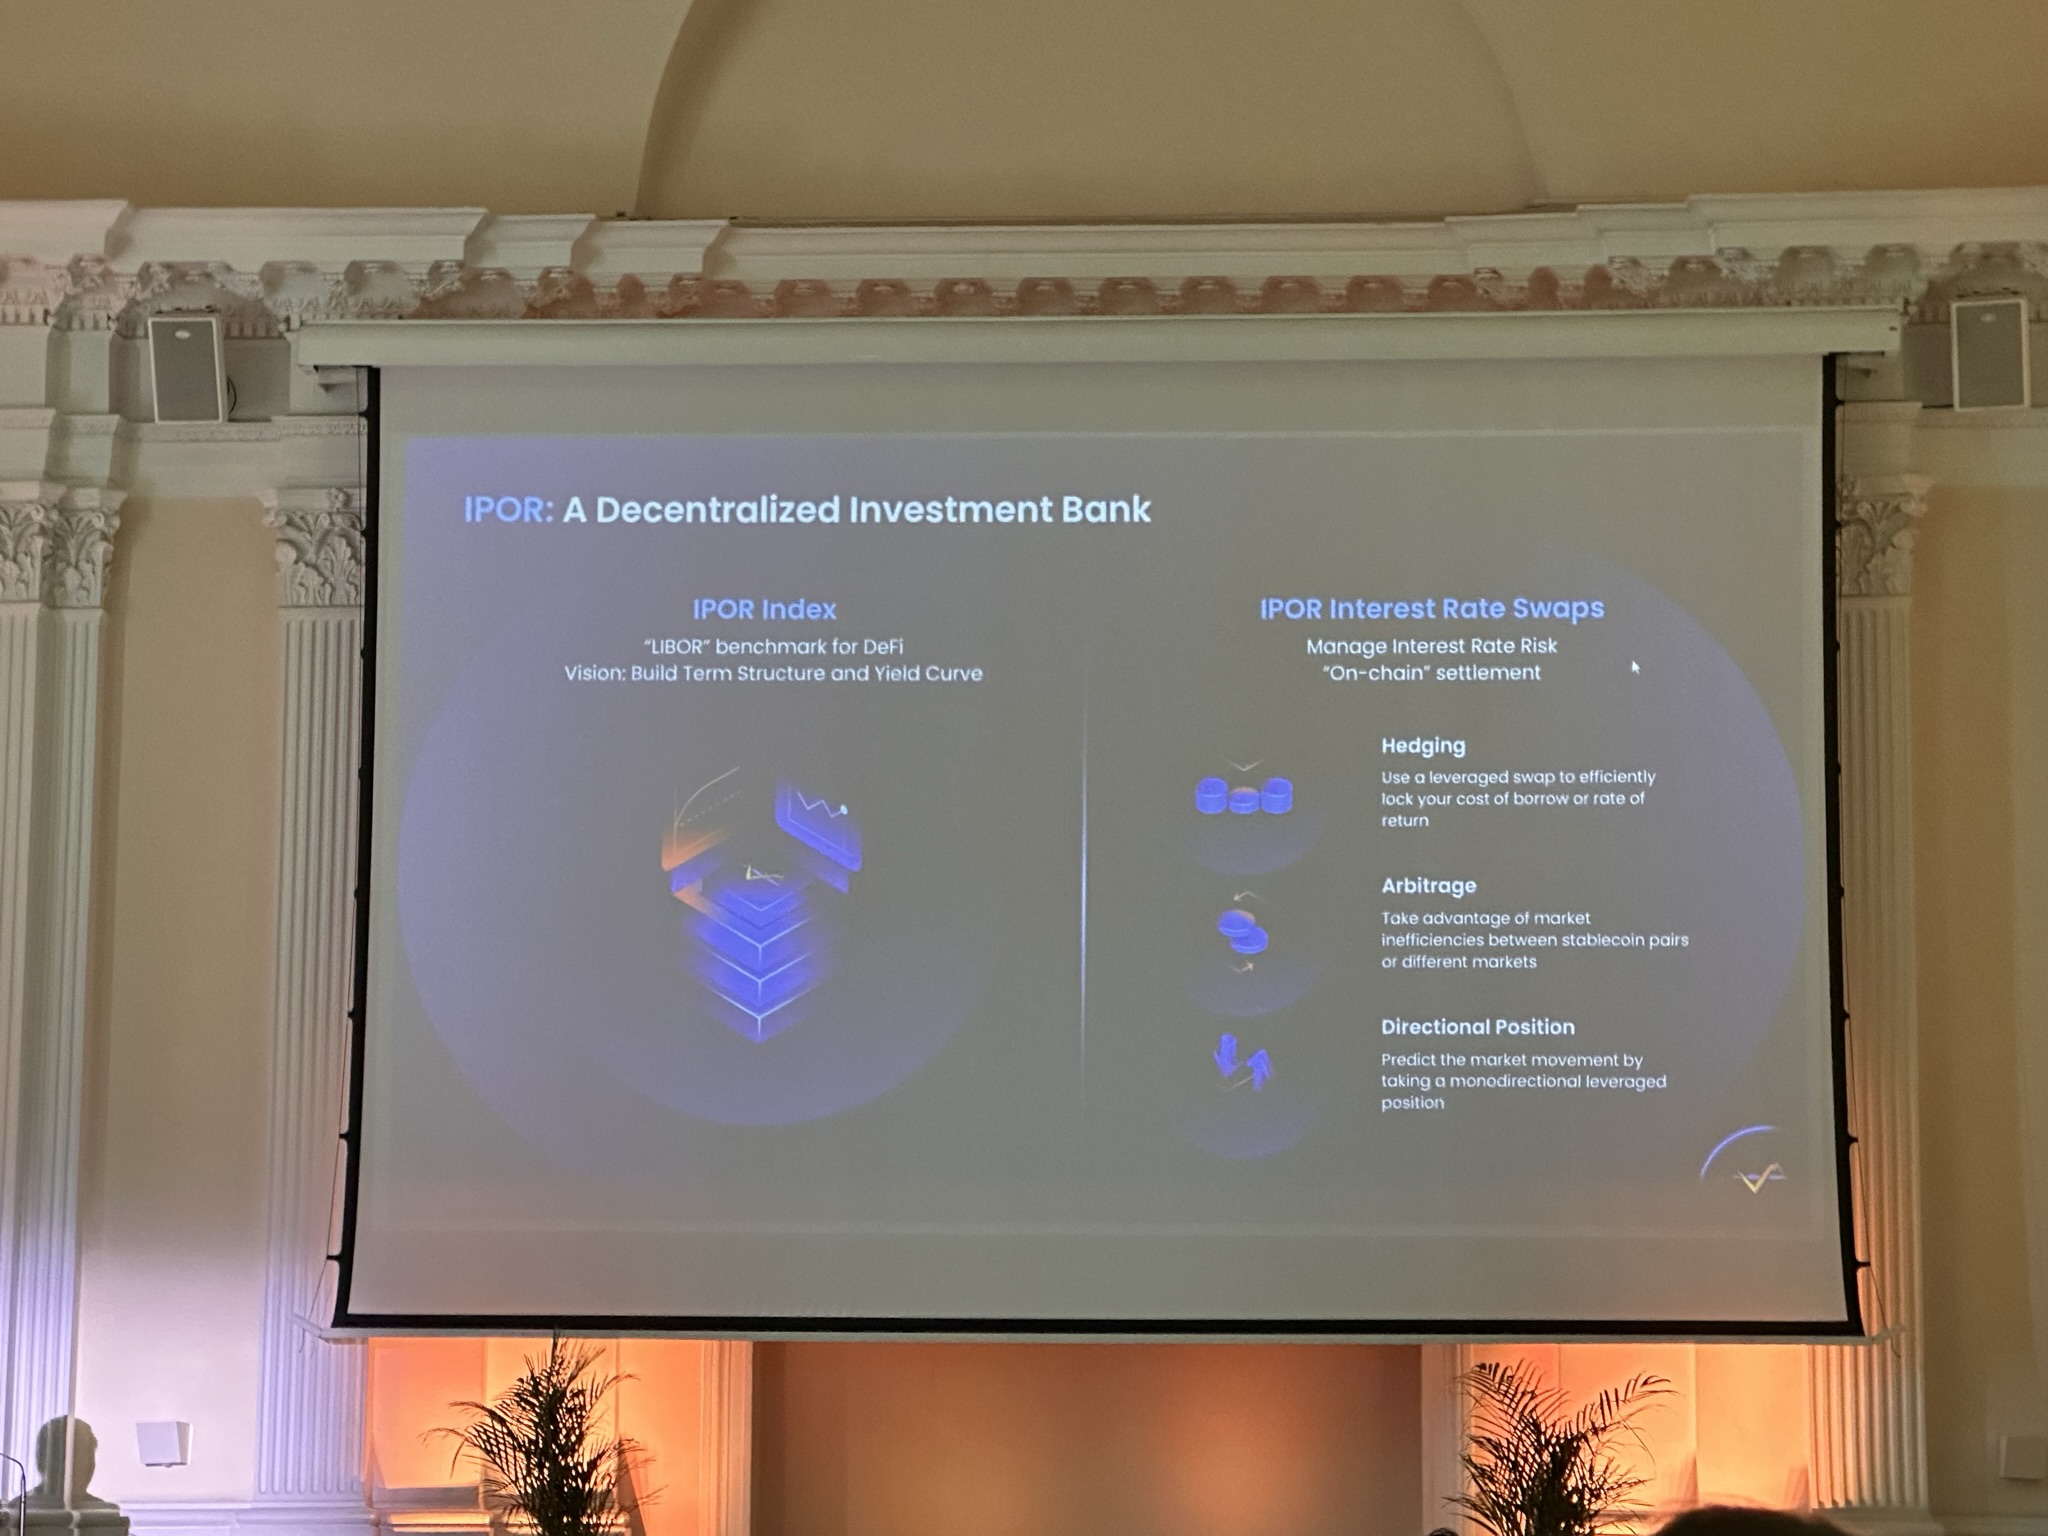 IPOR: A Decentralized Investment Bank
IPOR Index
“LIBOR” benchmark for DeFi
Vision: Build Term Structure and Yield Curve
IPOR Interest Rate Swaps
Manage Interest Rate Risk
“On-chain” settlement
Hedging
Use a leveraged swap to efficiently
lock your cost of borrow or rate of
return
Arbitrage
Take advantage of market
inefficiencies between stablecoin pairs
or different markets
Directional Position
Predict the market movement by
taking a monodirectional leveraged
position